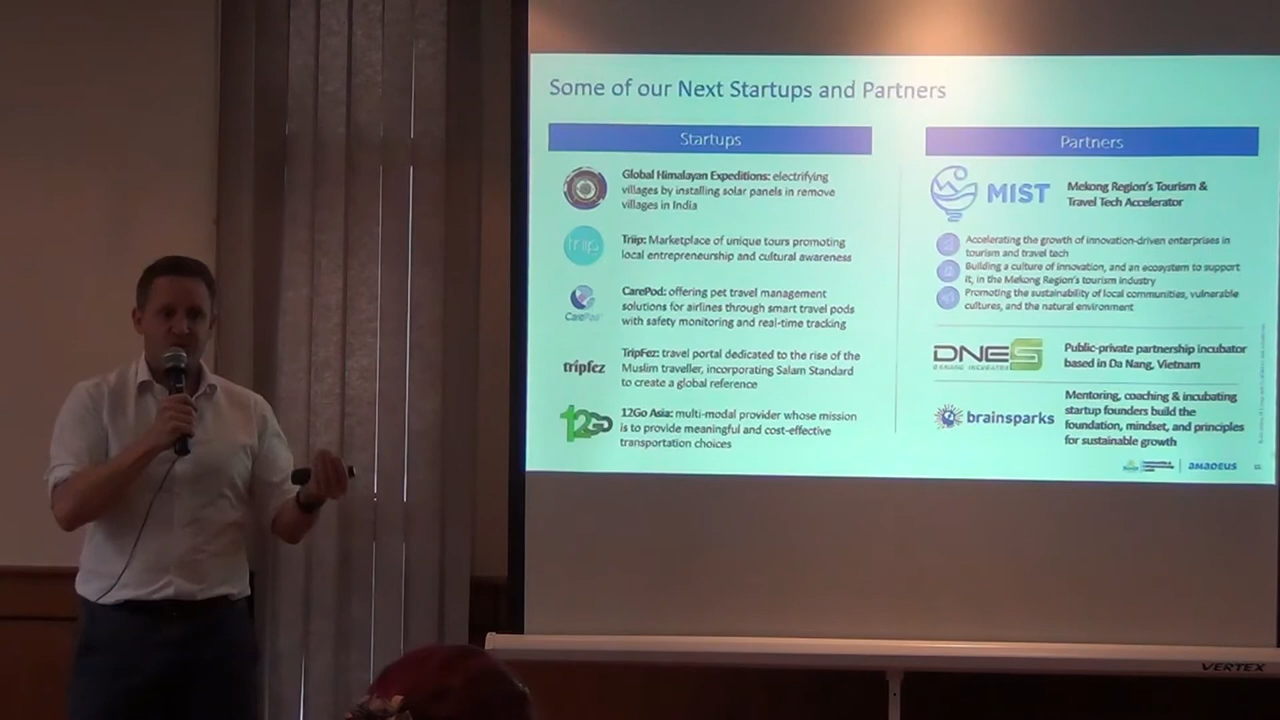 Some of our Next Startups and Partners
Startups
Global Himalayan Expeditions: electrifying
villages by installing solar panels in remove
villages in India
triip
Triip: Marketplace of unique tours promoting
local entrepreneurship and cultural awareness
CarePod
CarePod: offering pet travel management
solutions for airlines through smart travel pods
with safety monitoring and real-time tracking
tripfez
TripFez: travel portal dedicated to the rise of the
Muslim traveller, incorporating Salam Standard
to create a global reference
12Go
12Go Asia: multi-modal provider whose mission
is to provide meaningful and cost-effective
transportation choices
Partners
MIST
Mekong Region's Tourism &
Travel Tech Accelerator
Accelerating the growth of innovation-driven enterprises in
tourism and travel tech
Building a culture of innovation, and an ecosystem to support
it, in the Mekong Region's tourism industry
Promoting the sustainability of local communities, vulnerable
cultures, and the natural environment
DNES
DANANG INCUBATOR
Public-private partnership incubator
based in Da Nang, Vietnam
brainsparks
Mentoring, coaching & incubating
startup founders build the
foundation, mindset, and principles
for sustainable growth
amadeus
VERTEX